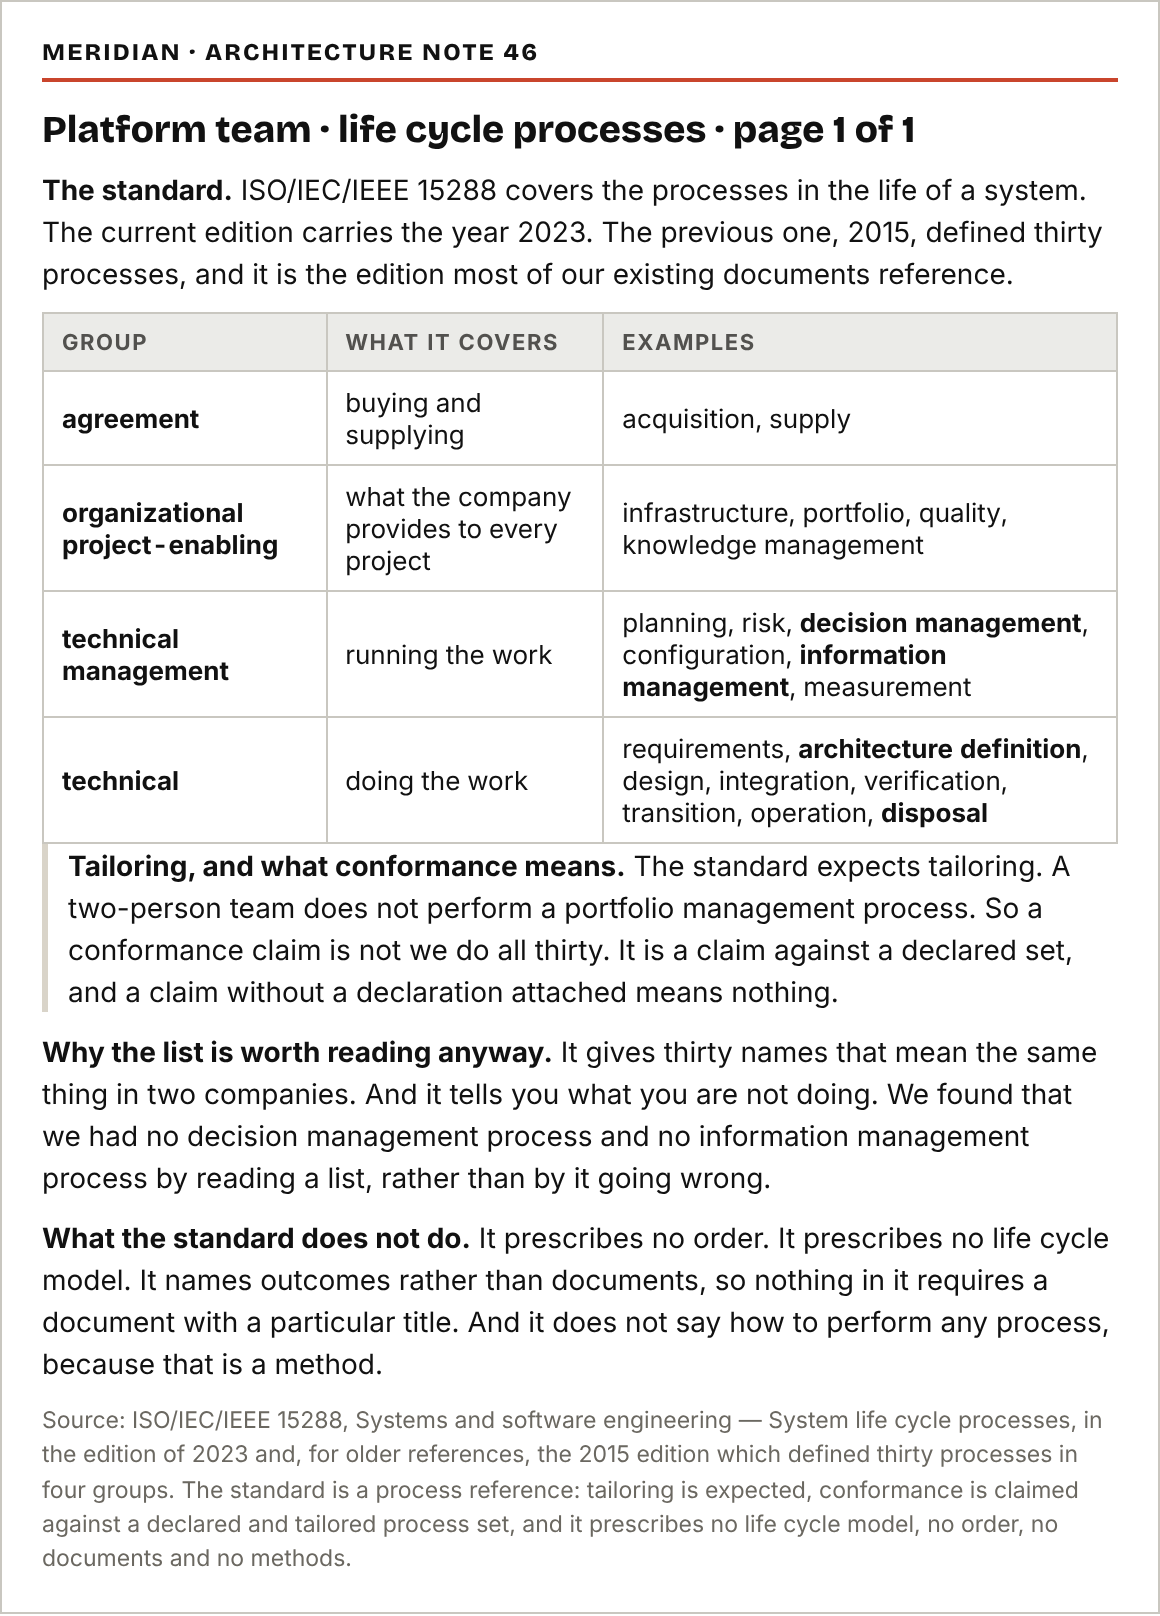 MERIDIAN · ARCHITECTURE NOTE 46
Platform team · life cycle processes · page 1 of 1
The standard. ISO/IEC/IEEE 15288 covers the processes in the life of a system.
The current edition carries the year 2023. The previous one, 2015, defined thirty
processes, and it is the edition most of our existing documents reference.
GROUP WHAT IT COVERS EXAMPLES
agreement
buying and
supplying
acquisition, supply
organizational
project-enabling
what the company
provides to every
project
infrastructure, portfolio, quality,
knowledge management
technical
management
running the work
planning, risk, decision management,
configuration, information
management, measurement
technical
doing the work
requirements, architecture definition,
design, integration, verification,
transition, operation, disposal
Tailoring, and what conformance means. The standard expects tailoring. A
two-person team does not perform a portfolio management process. So a
conformance claim is not we do all thirty. It is a claim against a declared set,
and a claim without a declaration attached means nothing.
Why the list is worth reading anyway. It gives thirty names that mean the same
thing in two companies. And it tells you what you are not doing. We found that
we had no decision management process and no information management
process by reading a list, rather than by it going wrong.
What the standard does not do. It prescribes no order. It prescribes no life cycle
model. It names outcomes rather than documents, so nothing in it requires a
document with a particular title. And it does not say how to perform any process,
because that is a method.
Source: ISO/IEC/IEEE 15288, Systems and software engineering — System life cycle processes, in
the edition of 2023 and, for older references, the 2015 edition which defined thirty processes in
four groups. The standard is a process reference: tailoring is expected, conformance is claimed
against a declared and tailored process set, and it prescribes no life cycle model, no order, no
documents and no methods.